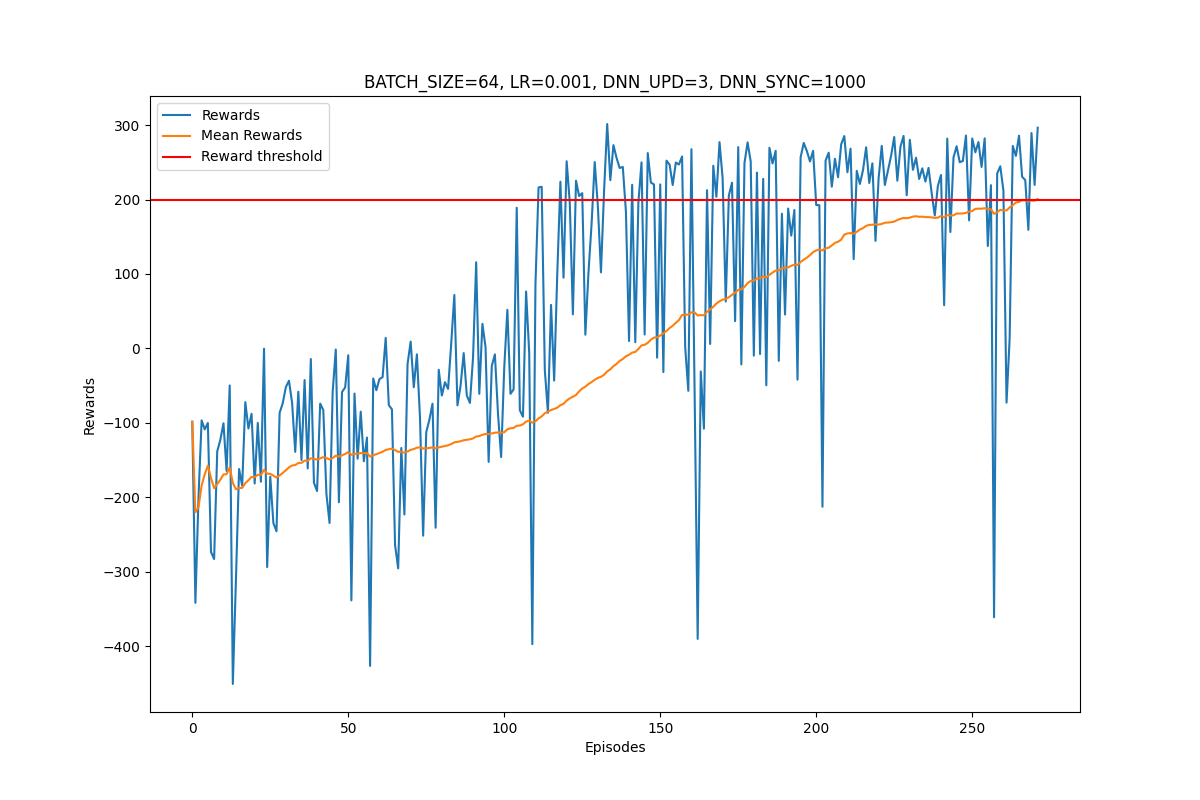 BATCH_SIZE=64, LR=0.001, DNN_UPD=3, DNN_SYNC=1000
Rewards
Mean Rewards
Reward threshold
300
200
100
0
−100
−200
−300
−400
Rewards
0
50
100
150
200
250
Episodes